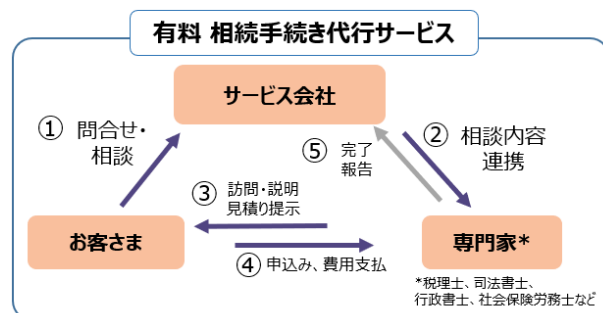 有料 相続手続き代行サービス
サービス会社
① 問合せ・
相談
② 相談内容
連携
⑤ 完了
報告
③ 訪問・説明
見積り提示
お客さま
専門家*
④ 申込み、費用支払
*税理士、司法書士、
行政書士、社会保険労務士など